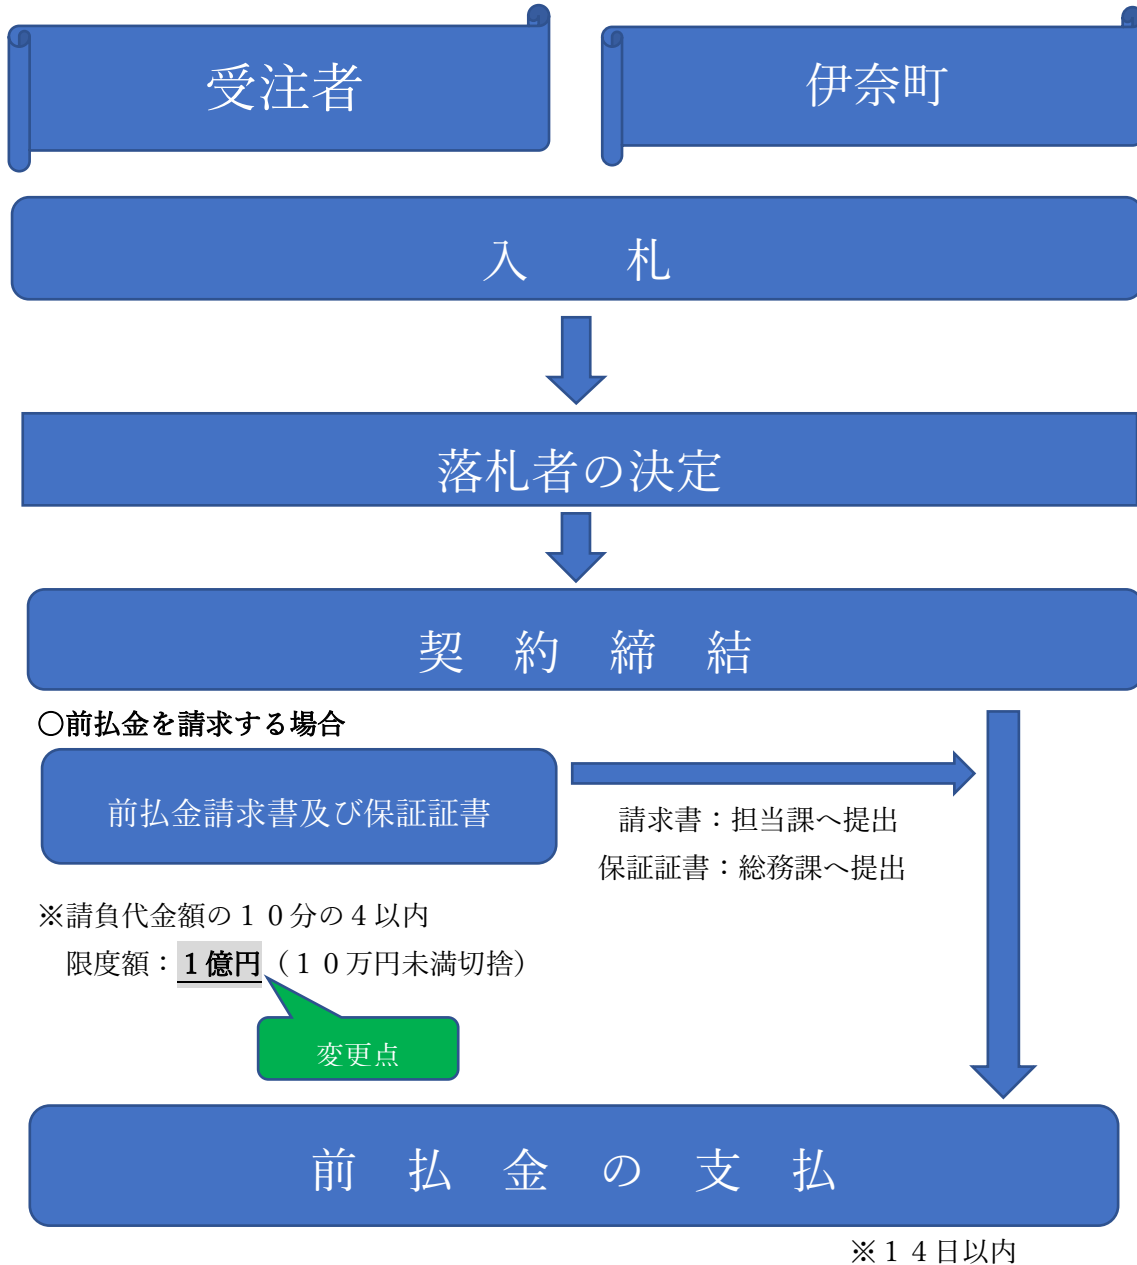 受注者
伊奈町
入　札
落札者の決定
契　約　締　結
〇前払金を請求する場合
前払金請求書及び保証証書
請求書：担当課へ提出
保証証書：総務課へ提出
※請負代金額の１０分の４以内
限度額：１億円（１０万円未満切捨）
変更点
前　払　金　の　支　払
※１４日以内